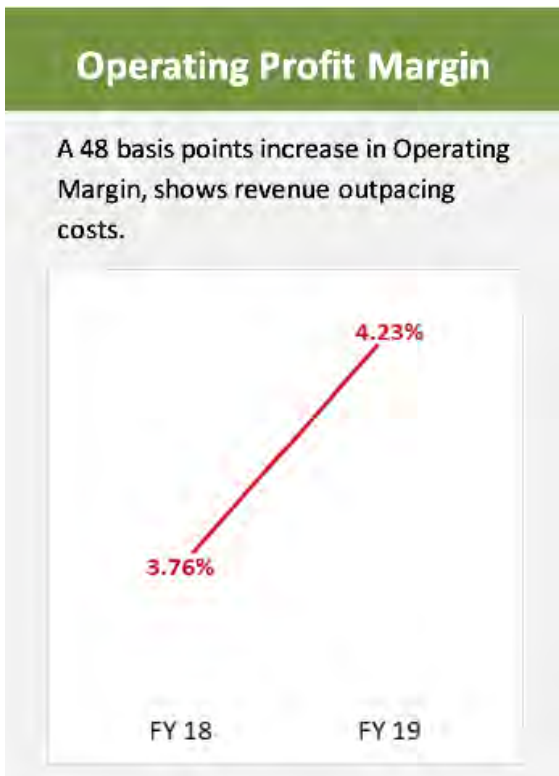 Operating Profit Margin
A 48 basis points increase in Operating
Margin, shows revenue outpacing
costs.
4.23%
3.76%
FY 18 FY 19